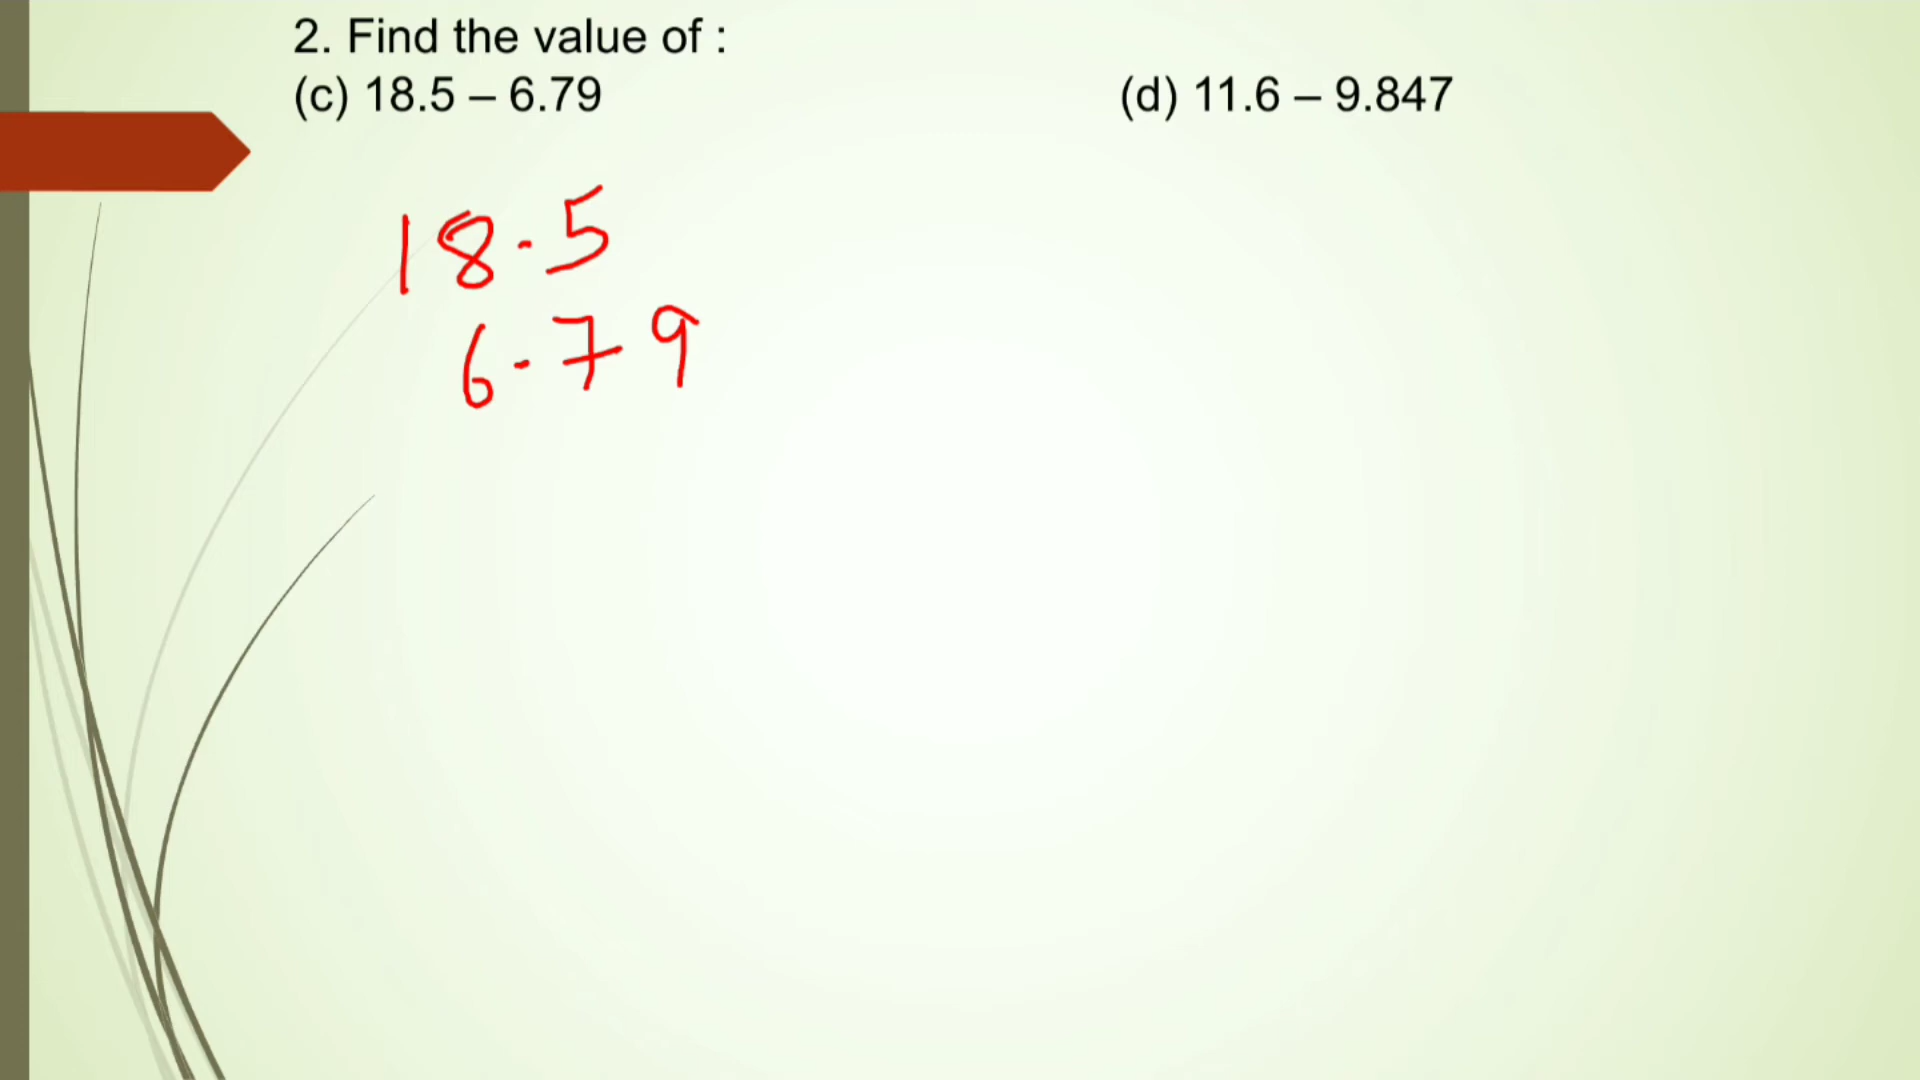 2. Find the value of :
(c) 18.5 – 6.79
(d) 11.6 – 9.847
18.5
6.79